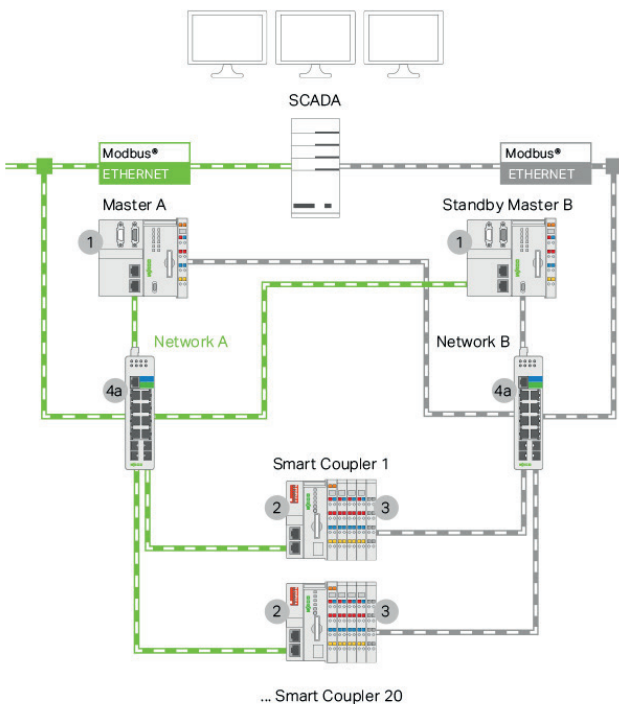 SCADA
Modbus®
ETHERNET
Modbus®
ETHERNET
Master A
Standby Master B
1
1
Network A
Network B
4a
4a
Smart Coupler 1
2
3
2
3
... Smart Coupler 20